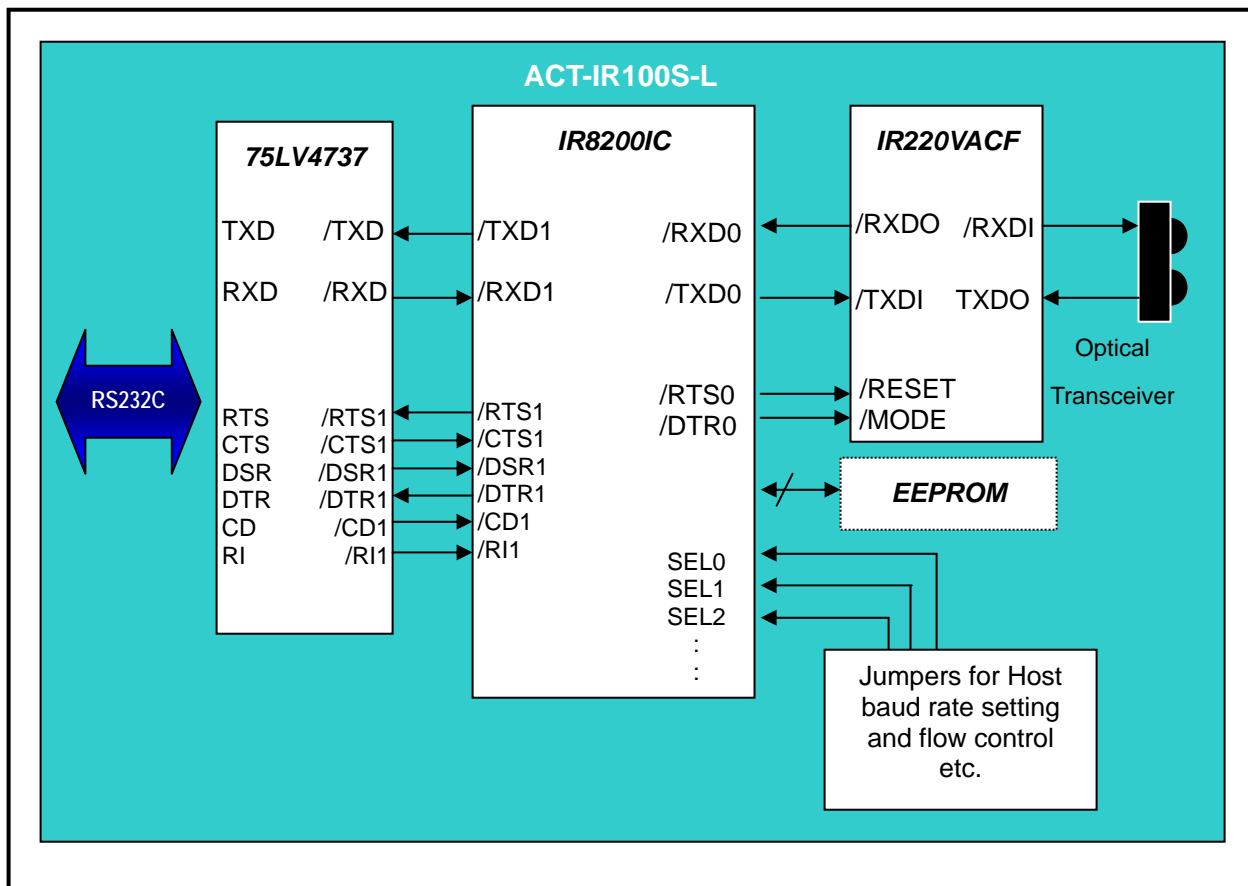 ACT-IR100S-L
75LV4737
TXD /TXD
RXD /RXD
RTS /RTS1
CTS /CTS1
DSR /DSR1
DTR /DTR1
CD /CD1
RI /RI1
RS232C
IR8200IC
/TXD1
/RXD1
/RTS1
/CTS1
/DSR1
/DTR1
/CD1
/RI1
/RXD0
/TXD0
/RTS0
/DTR0
SEL0
SEL1
SEL2
:
:
IR220VACF
/RXDO /RXDI
/TXDI TXDO
/RESET
/MODE
Optical
Transceiver
EEPROM
Jumpers for Host
baud rate setting
and flow control
etc.